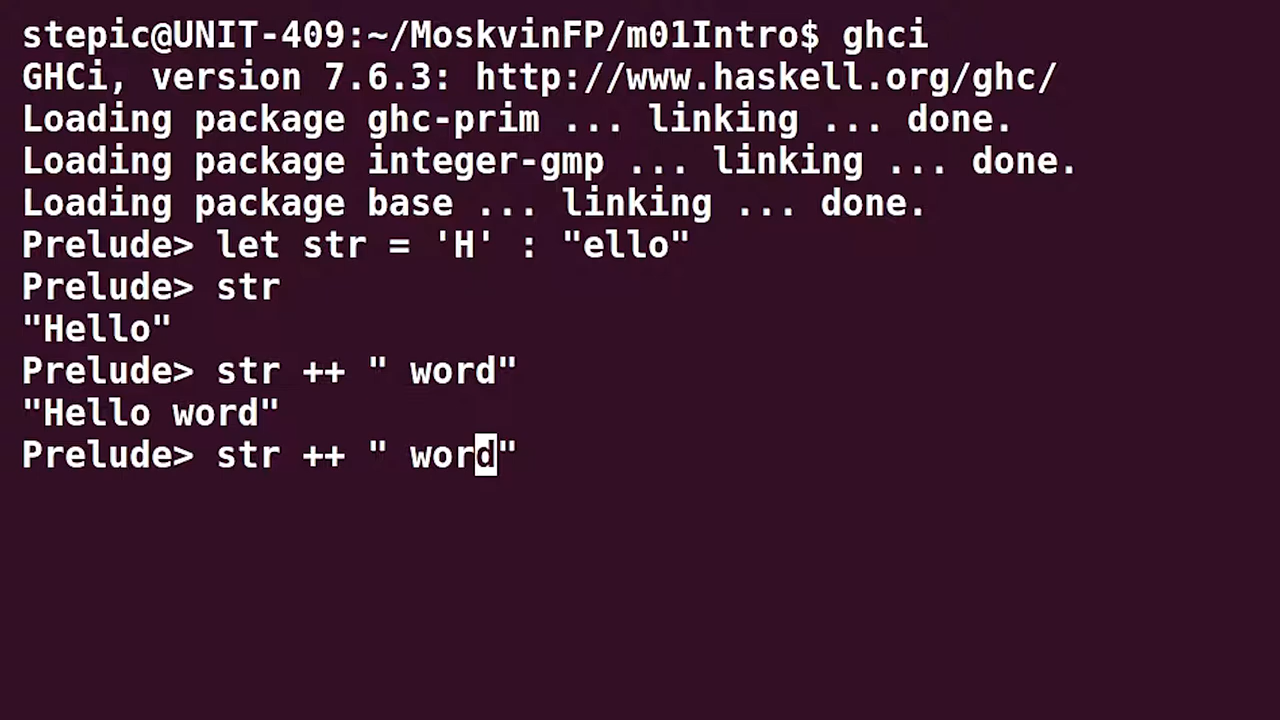 stepic@UNIT-409:~/MoskvinFP/m01Intro$ ghci
GHCi, version 7.6.3: http://www.haskell.org/ghc/
Loading package ghc-prim ... linking ... done.
Loading package integer-gmp ... linking ... done.
Loading package base ... linking ... done.
Prelude> let str = 'H' : "ello"
Prelude> str
"Hello"
Prelude> str ++ " word"
"Hello word"
Prelude> str ++ " word"